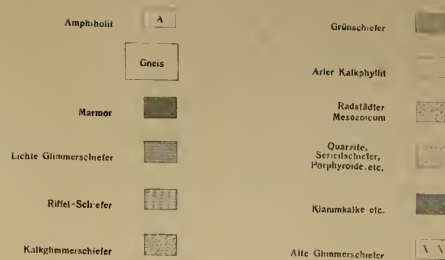 Amphibolit
A
Gneis
Marmor
Lichte Glimmerschiefer
Riffel-Schiefer
Kalkglimmerschiefer
Grünschiefer
Arler Kalkphyllit
Radstädter
Mesozoicum
Quarzite,
Sericitschiefer,
Porphyroide, etc.
Klammkalke etc.
Alte Glimmerschiefer